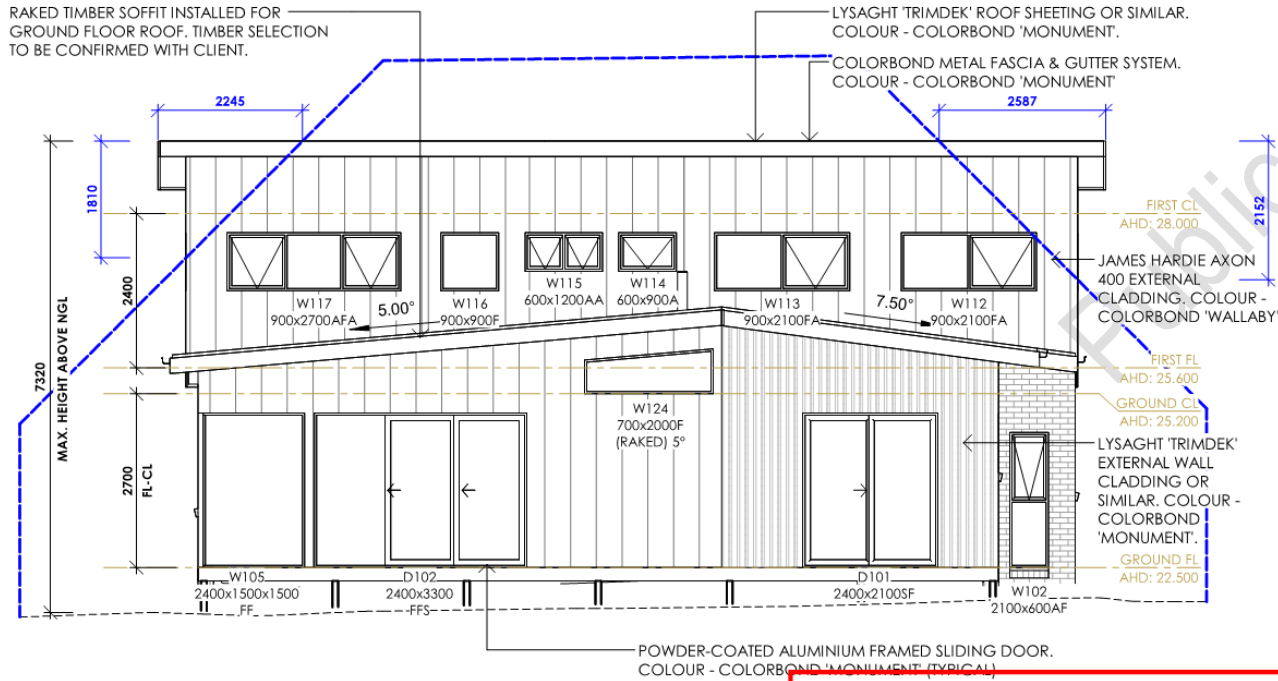 RAKED TIMBER SOFFIT INSTALLED FOR
GROUND FLOOR ROOF. TIMBER SELECTION
TO BE CONFIRMED WITH CLIENT.
LYSAGHT 'TRIMDEK' ROOF SHEETING OR SIMILAR.
COLOUR - COLORBOND 'MONUMENT'.
COLORBOND METAL FASCIA & GUTTER SYSTEM.
COLOUR - COLORBOND 'MONUMENT'
2245
2587
1810
2152
7320
MAX. HEIGHT ABOVE NGL
2400
2700
FL-CL
FIRST CL
AHD: 28.000
W117
900x2700AFA
5.00°
W116
900x900F
W115
600x1200AA
W114
600x900A
W113
900x2100FA
7.50°
W112
900x2100FA
JAMES HARDIE AXON
400 EXTERNAL
CLADDING. COLOUR -
COLORBOND 'WALLABY'
Public
FIRST FL
AHD: 25.600
GROUND CL
AHD: 25.200
W124
700x2000F
(RAKED) 5°
LYSAGHT 'TRIMDEK'
EXTERNAL WALL
CLADDING OR
SIMILAR. COLOUR -
COLORBOND
'MONUMENT'.
GROUND FL
AHD: 22.500
W105
2400x1500x1500
FF
D102
2400x3300
FFS
D101
2400x2100SF
W102
2100x600AF
POWDER-COATED ALUMINIUM FRAMED SLIDING DOOR.
COLOUR - COLORBOND 'MONUMENT' (TYPICAL)